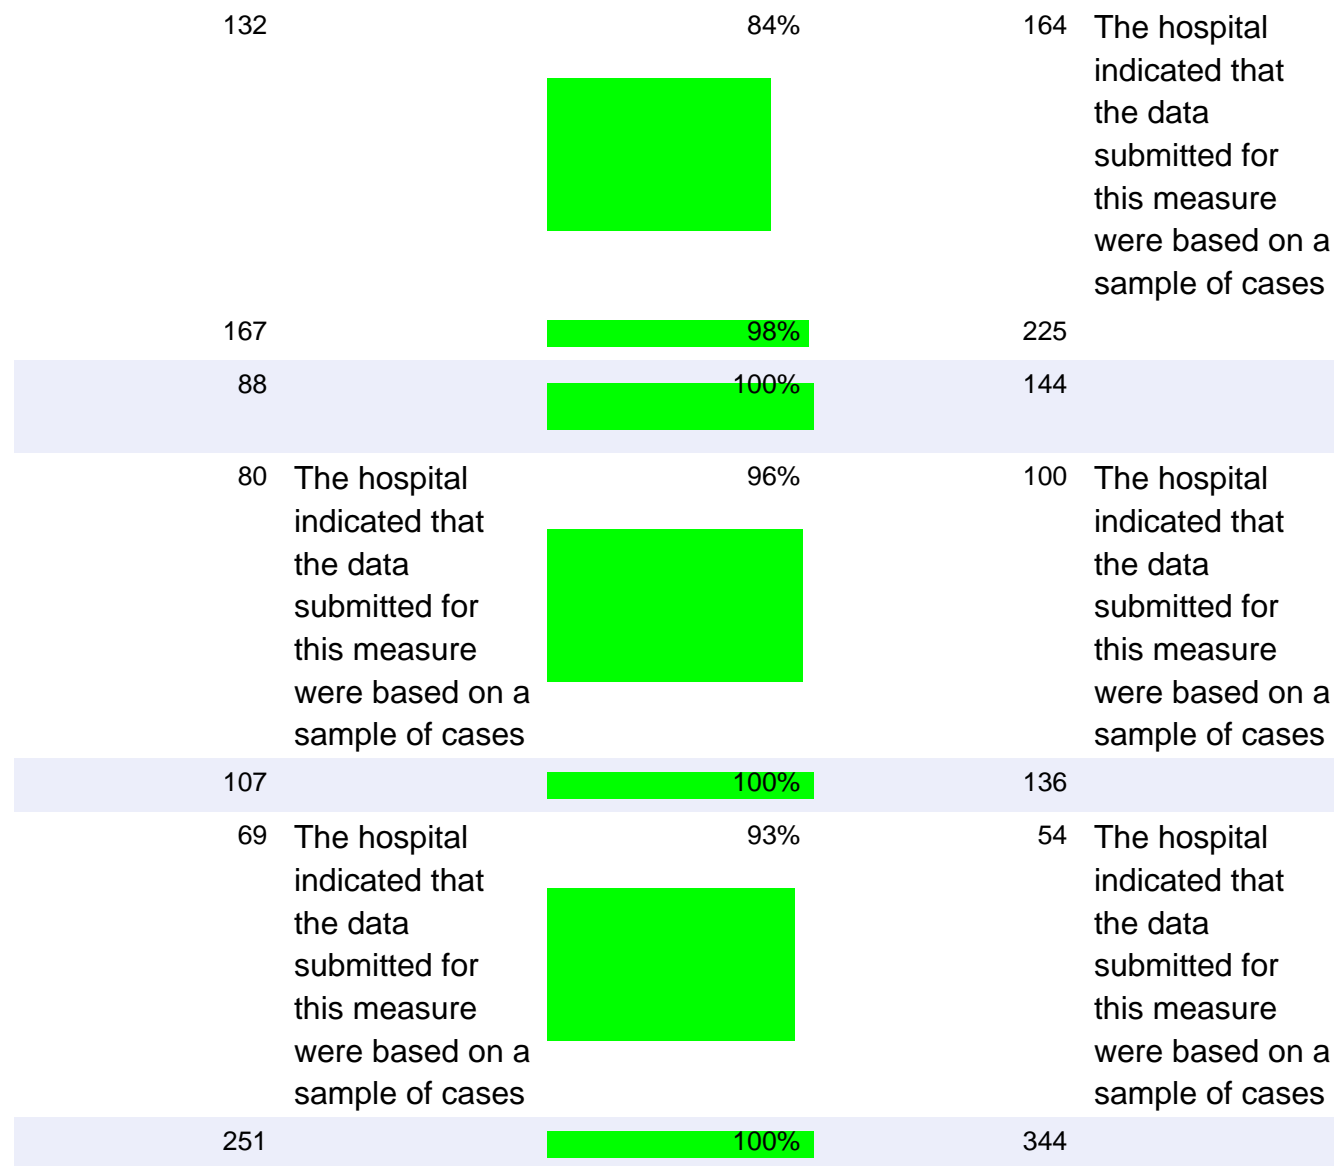 132 84% 164 The hospital
indicated that
the data
submitted for
this measure
were based on a
sample of cases
167 98% 225
88 100% 144
80 The hospital 96% 100 The hospital
indicated that indicated that
the data the data
submitted for submitted for
this measure this measure
were based on a were based on a
sample of cases sample of cases
107 100% 136
69 The hospital 93% 54 The hospital
indicated that indicated that
the data the data
submitted for submitted for
this measure this measure
were based on a were based on a
sample of cases sample of cases
251 100% 344